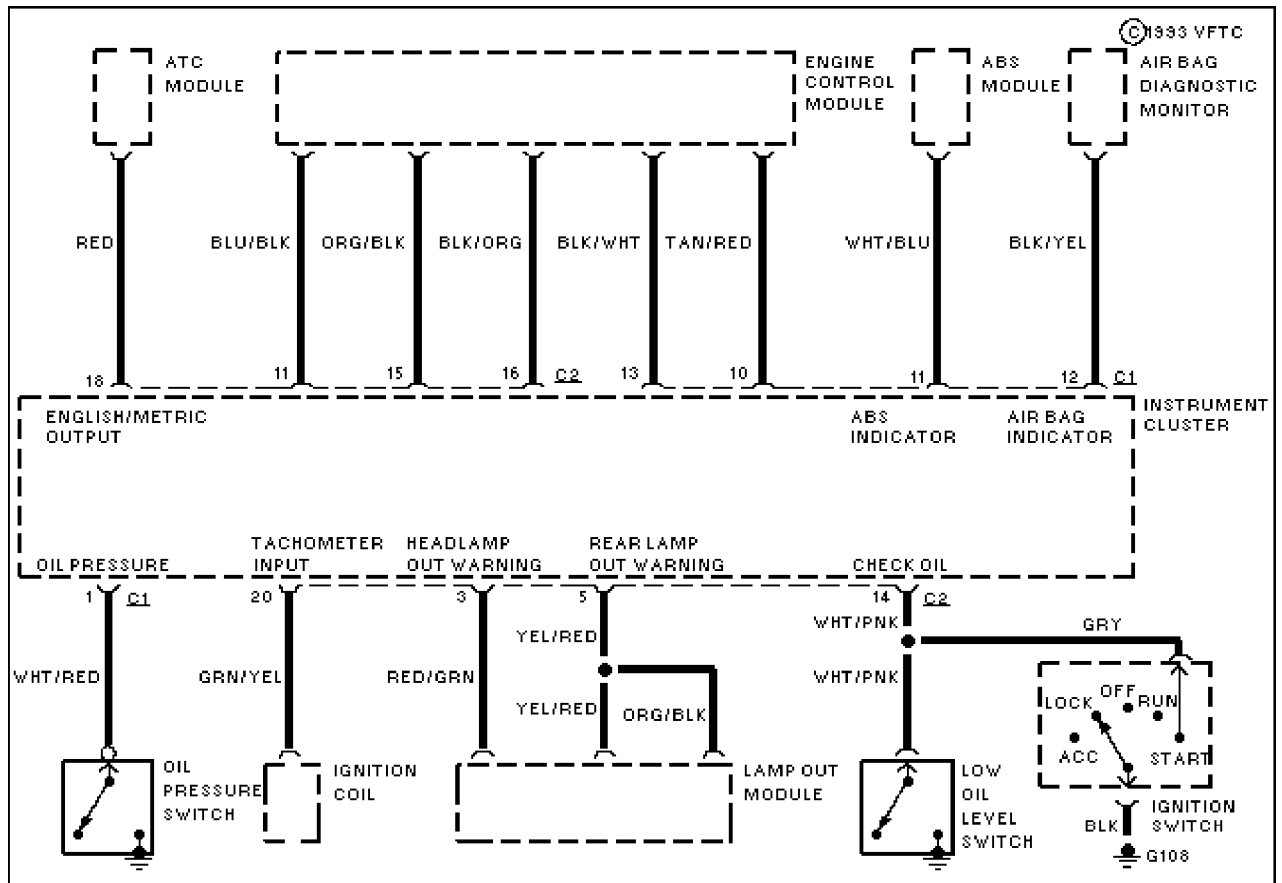 ©1993 VFTC
ATC
MODULE
ENGINE
CONTROL
MODULE
ABS
MODULE
AIR BAG
DIAGNOSTIC
MONITOR
RED
BLU/BLK
ORG/BLK
BLK/ORG
BLK/WHT
TAN/RED
WHT/BLU
BLK/YEL
18
11
15
16
C2
13
10
11
12
C1
INSTRUMENT
CLUSTER
ENGLISH/METRIC
OUTPUT
ABS
INDICATOR
AIR BAG
INDICATOR
OIL PRESSURE
TACHOMETER
INPUT
HEADLAMP
OUT WARNING
REAR LAMP
OUT WARNING
CHECK OIL
1
C1
20
3
5
14
C2
WHT/PNK
GRY
YEL/RED
WHT/RED
GRN/YEL
RED/GRN
WHT/PNK
YEL/RED
ORG/BLK
LOCK
OFF
RUN
ACC
START
OIL
PRESSURE
SWITCH
IGNITION
COIL
LAMP OUT
MODULE
LOW
OIL
LEVEL
SWITCH
IGNITION
SWITCH
BLK
G108